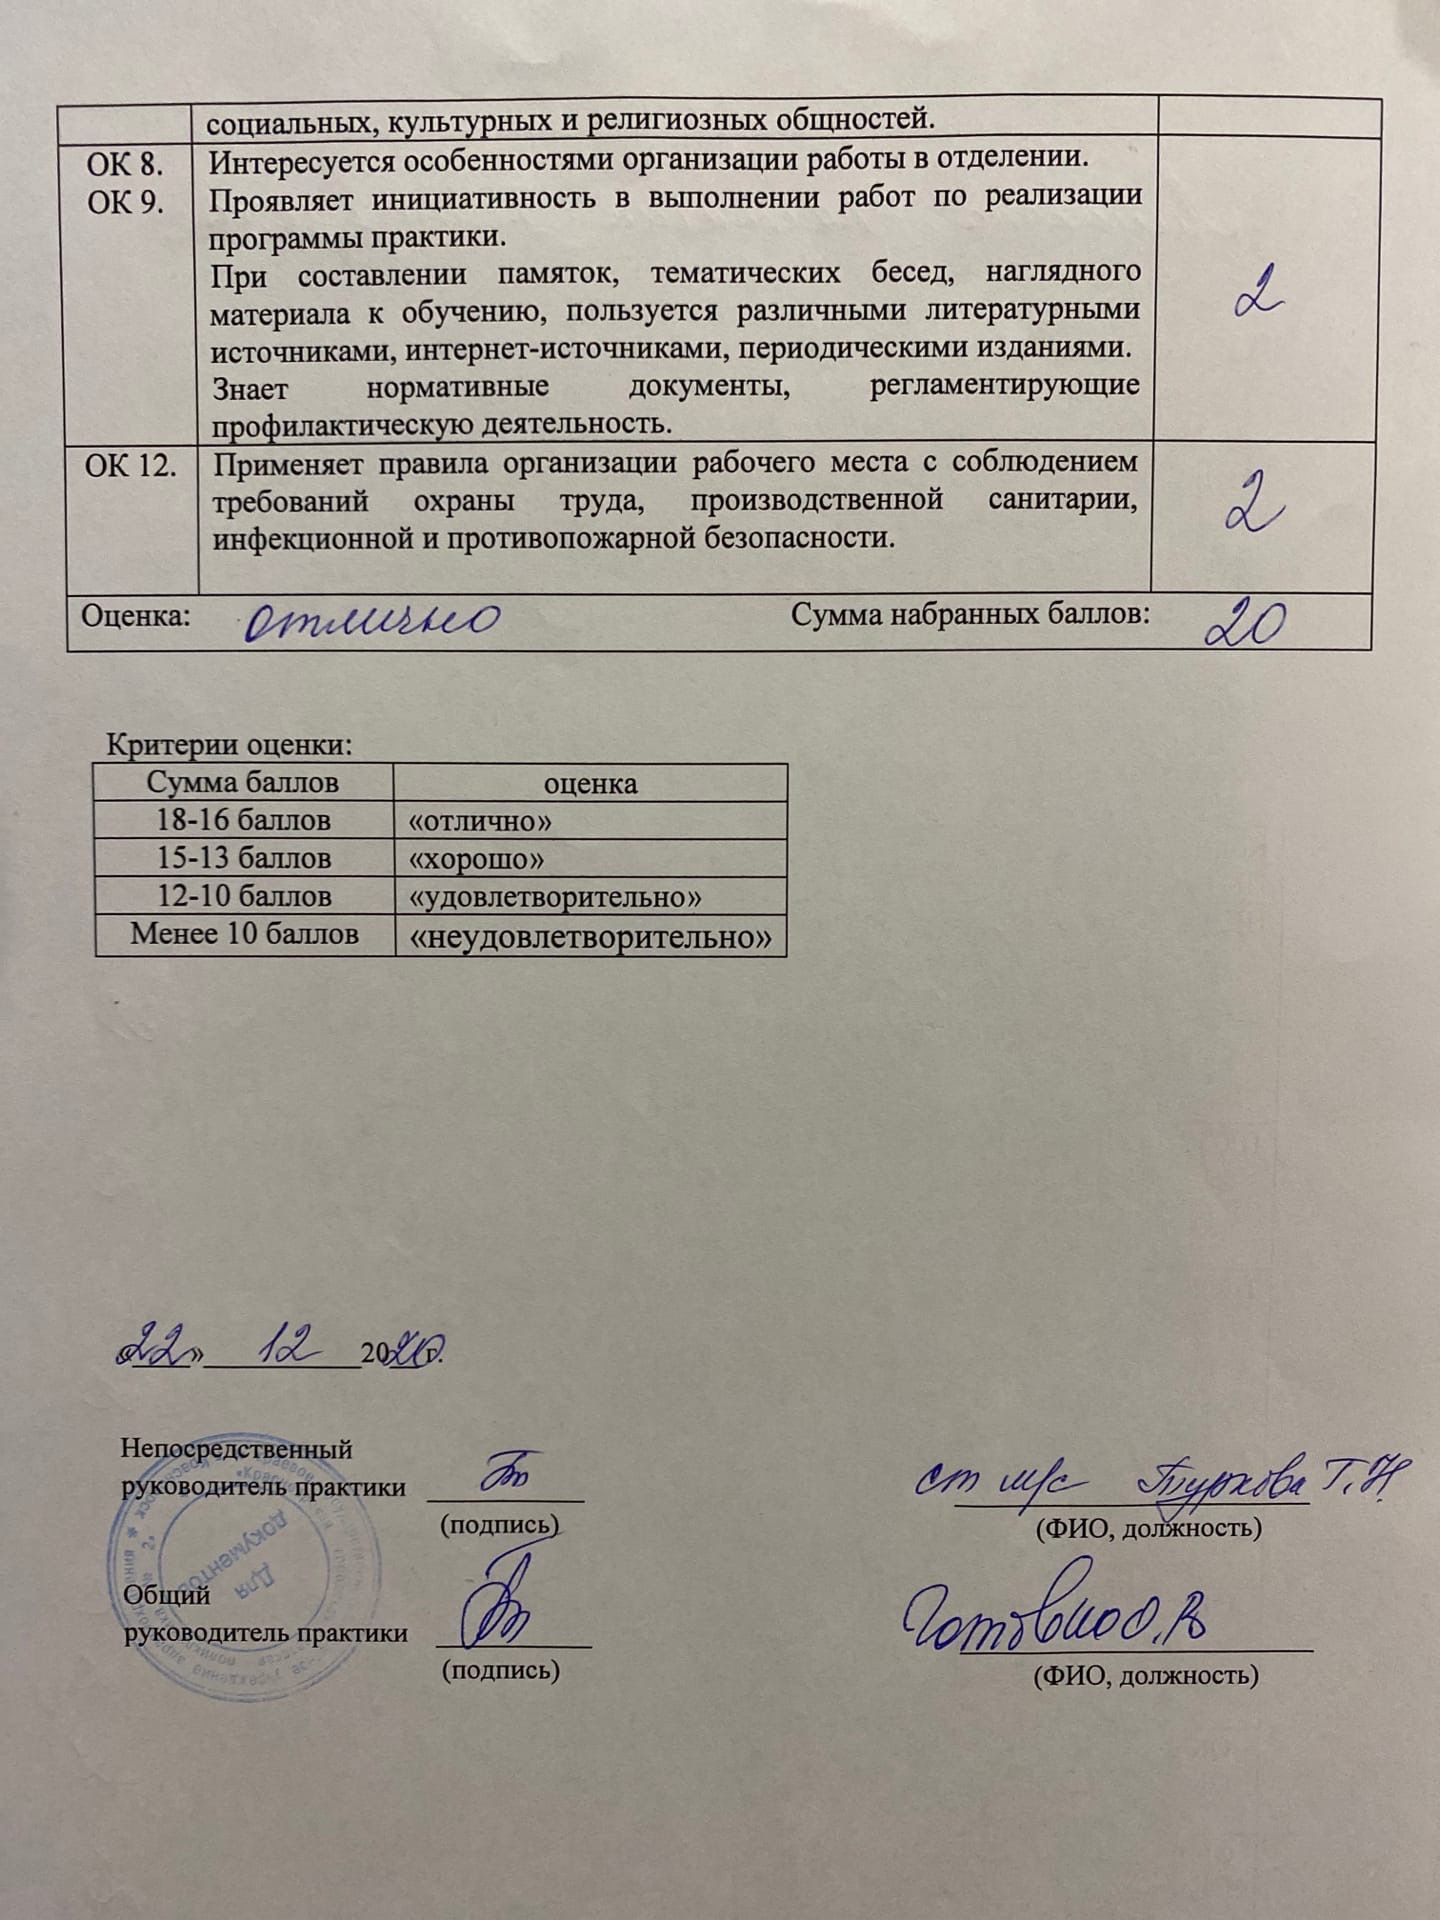 социальных, культурных и религиозных общностей.
ОК 8. Интересуется особенностями организации работы в отделении.
ОК 9. Проявляет инициативность в выполнении работ по реализации
программы практики.
При составлении памяток, тематических бесед, наглядного
материала к обучению, пользуется различными литературными
источниками, интернет-источниками, периодическими изданиями.
Знает нормативные документы, регламентирующие
профилактическую деятельность.
2
ОК 12. Применяет правила организации рабочего места с соблюдением
требований охраны труда, производственной санитарии,
инфекционной и противопожарной безопасности.
2
Оценка: отлично Сумма набранных баллов: 20
Критерии оценки:
Сумма баллов оценка
18-16 баллов «отлично»
15-13 баллов «хорошо»
12-10 баллов «удовлетворительно»
Менее 10 баллов «неудовлетворительно»
«22» 12 2020 г.
Непосредственный
руководитель практики ст м/с Туркова Г.Н.
(подпись) (ФИО, должность)
Общий
руководитель практики
(подпись) (ФИО, должность)
Для
документов